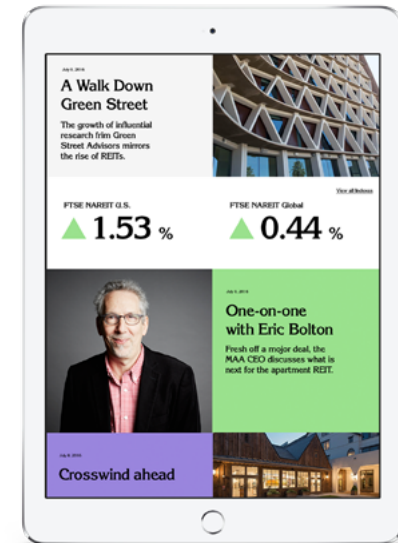 A Walk Down
Green Street
The growth of influential
research frim Green
Street Advisors mirrors
the rise of REITs.
View all Indexes
FTSE NAREIT U.S.
1.53 %
FTSE NAREIT Global
0.44 %
One-on-one
with Eric Bolton
Fresh off a major deal, the
MAA CEO discusses what is
next for the apartment REIT.
Crosswind ahead